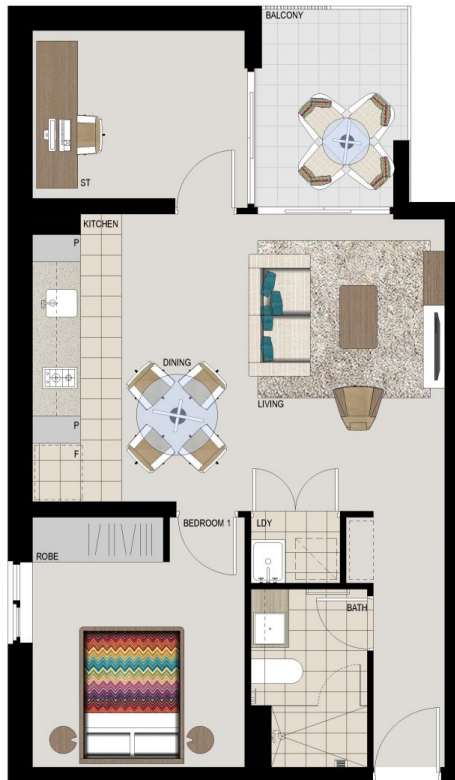 BALCONY
ST
KITCHEN
P
DINING
LIVING
P
F
BEDROOM 1
LDY
ROBE
BATH